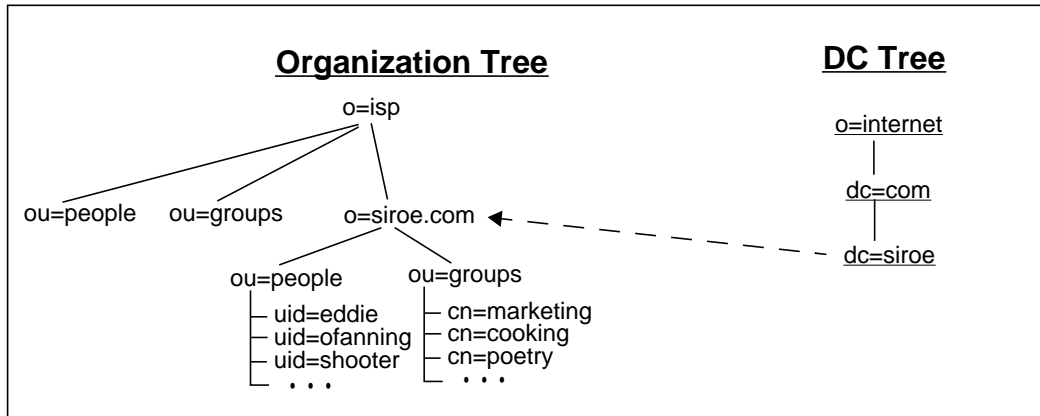 Organization Tree
DC Tree
o=isp
o=internet
dc=com
ou=people
ou=groups
o=siroe.com
dc=siroe
ou=people
ou=groups
uid=eddie
uid=ofanning
uid=shooter
. . .
cn=marketing
cn=cooking
cn=poetry
. . .